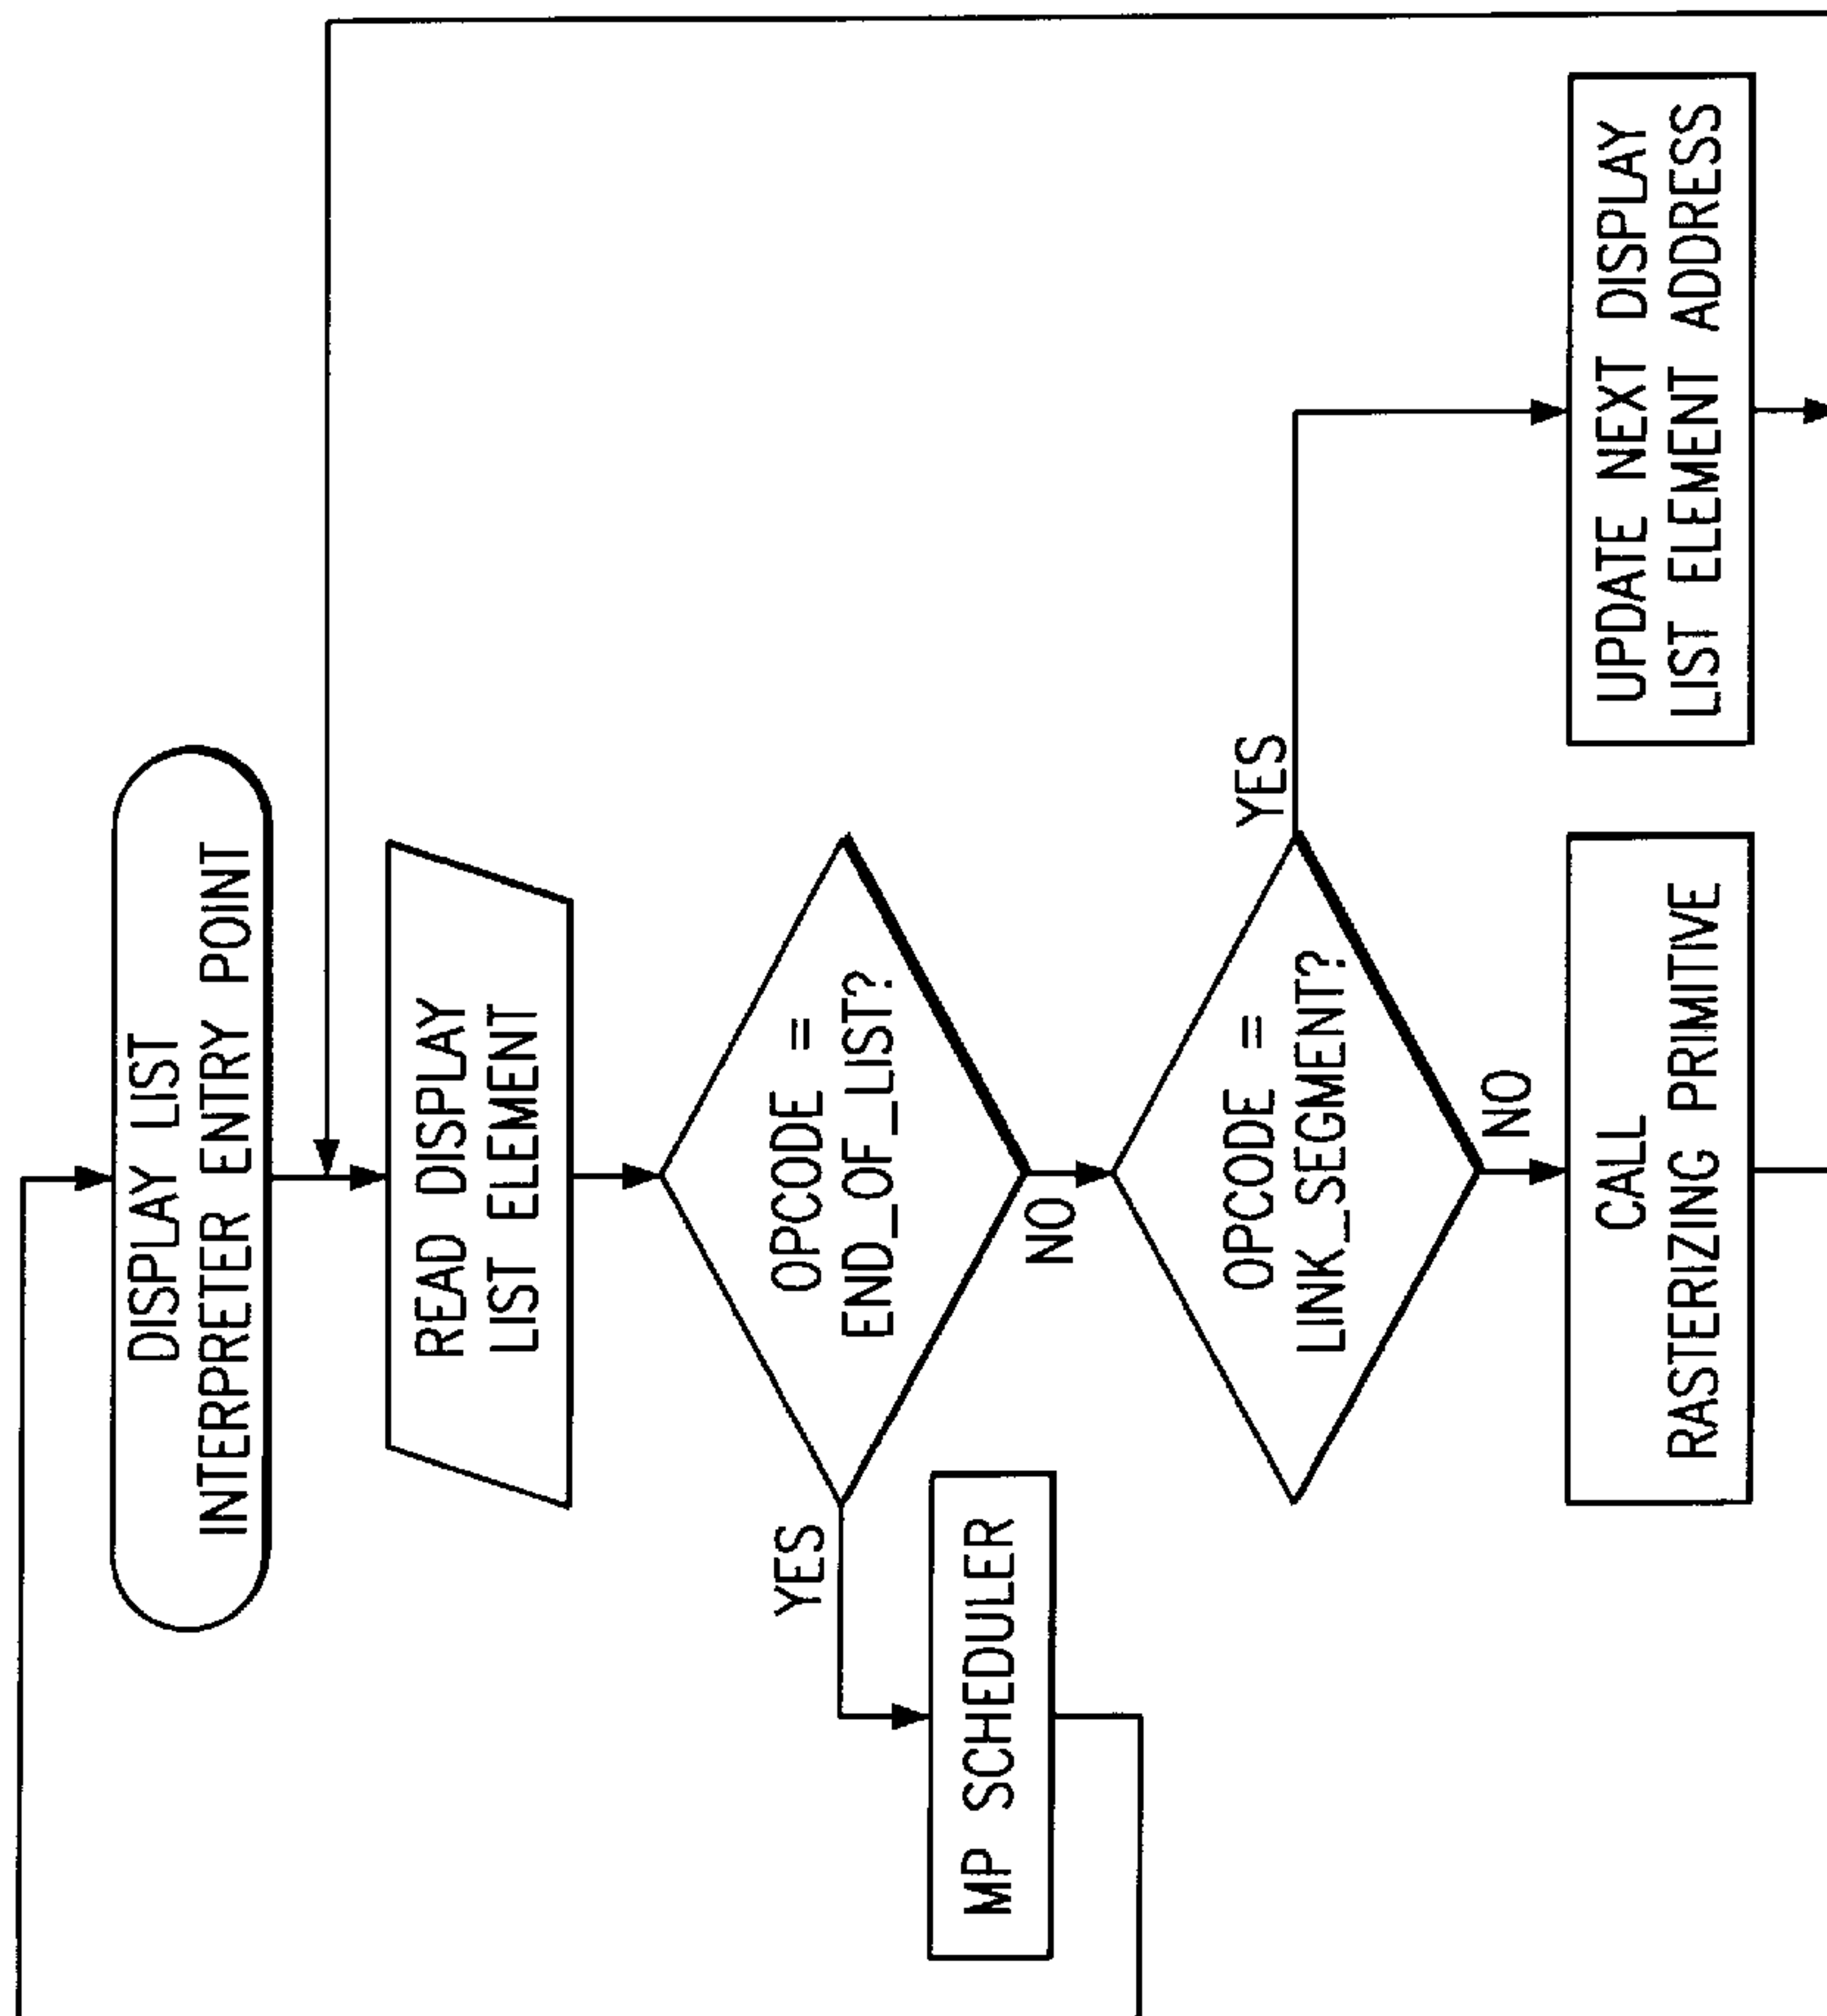 DISPLAY LIST
INTERPRETER ENTRY POINT
READ DISPLAY
LIST ELEMENT
OPCODE =
END_OF_LIST?
YES
NO
MP SCHEDULER
OPCODE =
LINK_SEGMENT?
YES
NO
CALL
RASTERIZING PRIMITIVE
UPDATE NEXT DISPLAY
LIST ELEMENT ADDRESS